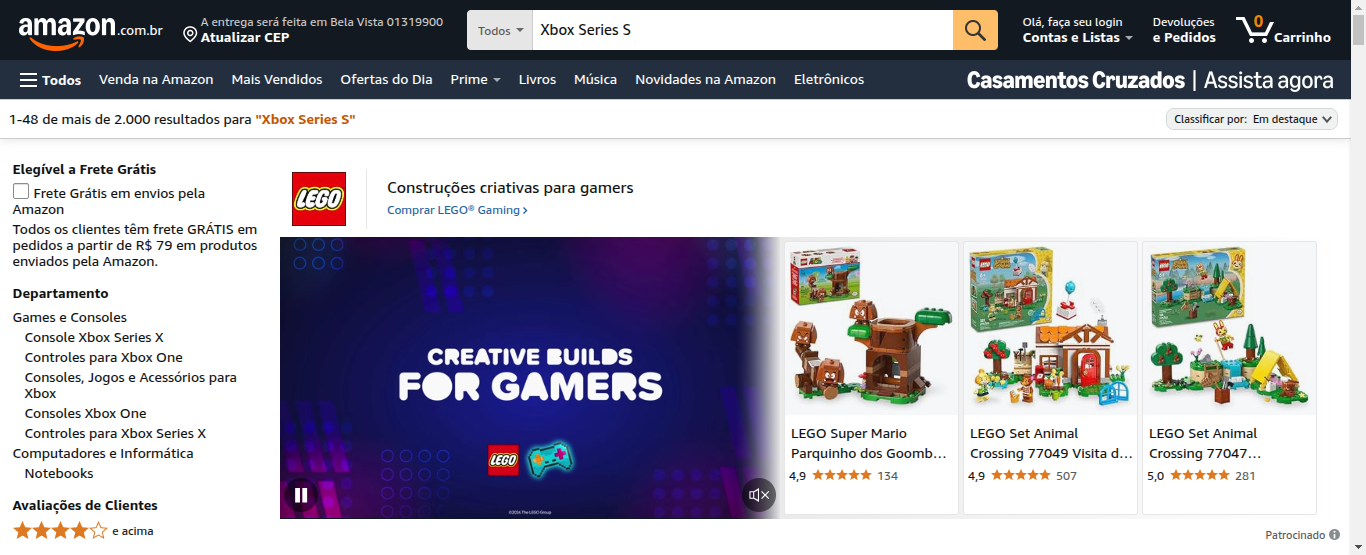 amazon.com.br
A entrega será feita em Bela Vista 01319900
Atualizar CEP
Todos
Xbox Series S
Olá, faça seu login
Contas e Listas
Devoluções
e Pedidos
0
Carrinho
Todos
Venda na Amazon
Mais Vendidos
Ofertas do Dia
Prime
Livros
Música
Novidades na Amazon
Eletrônicos
Casamentos Cruzados | Assista agora
1-48 de mais de 2.000 resultados para "Xbox Series S"
Classificar por: Em destaque
Elegível a Frete Grátis
Frete Grátis em envios pela
Amazon
Todos os clientes têm frete GRÁTIS em
pedidos a partir de R$ 79 em produtos
enviados pela Amazon.
Departamento
Games e Consoles
Console Xbox Series X
Controles para Xbox One
Consoles, Jogos e Acessórios para
Xbox
Consoles Xbox One
Controles para Xbox Series X
Computadores e Informática
Notebooks
Avaliações de Clientes
e acima
LEGO
Construções criativas para gamers
Comprar LEGO® Gaming
CREATIVE BUILDS
FOR GAMERS
LEGO
©2024 The LEGO Group
LEGO Super Mario
Parquinho dos Goomb…
4,9
134
LEGO Set Animal
Crossing 77049 Visita d…
4,9
507
LEGO Set Animal
Crossing 77047…
5,0
281
Patrocinado